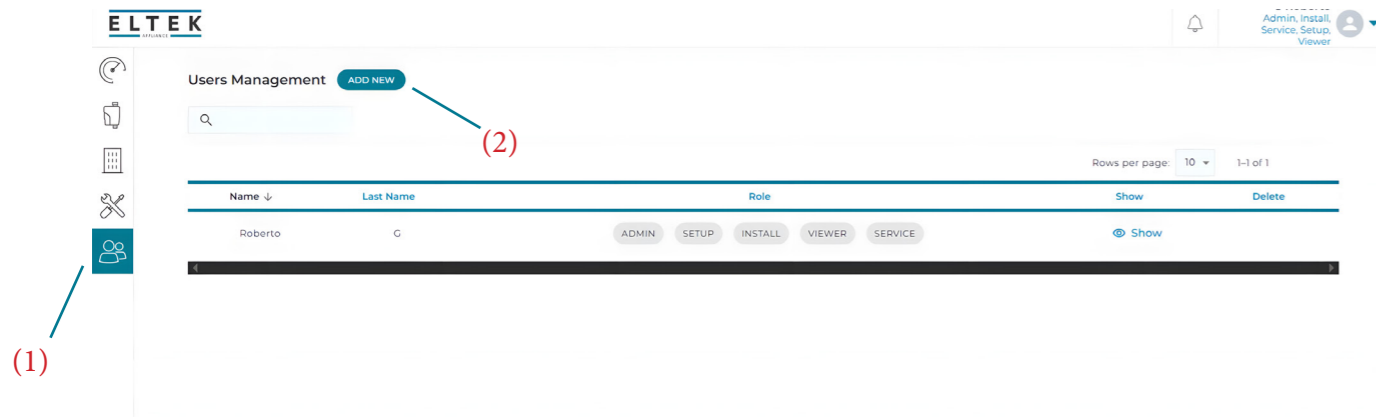 ELTEK
APPLIANCE
Admin, Install,
Service, Setup,
Viewer
Users Management ADD NEW
(2)
Rows per page: 10 1–1 of 1
Name ↓ Last Name Role Show Delete
Roberto G ADMIN SETUP INSTALL VIEWER SERVICE Show
(1)